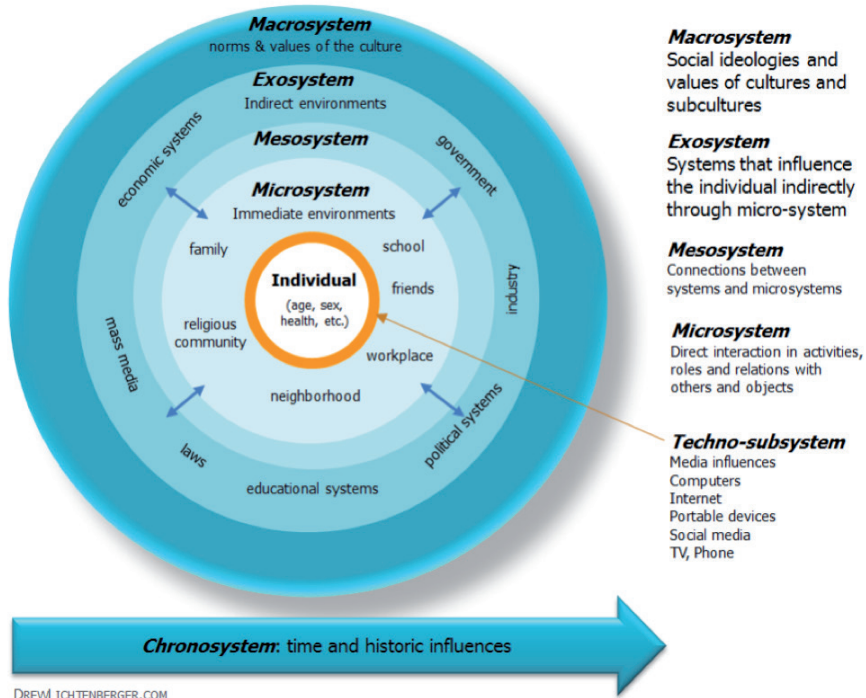 Macrosystem
norms & values of the culture
Exosystem
Indirect environments
Mesosystem
Microsystem
Immediate environments
economic systems
government
family
school
Individual
(age, sex,
health, etc.)
friends
industry
mass media
religious
community
workplace
neighborhood
political systems
laws
educational systems
Macrosystem
Social ideologies and
values of cultures and
subcultures
Exosystem
Systems that influence
the individual indirectly
through micro-system
Mesosystem
Connections between
systems and microsystems
Microsystem
Direct interaction in activities,
roles and relations with
others and objects
Techno-subsystem
Media influences
Computers
Internet
Portable devices
Social media
TV, Phone
Chronosystem: time and historic influences
DREWLICHTENBERGER.COM